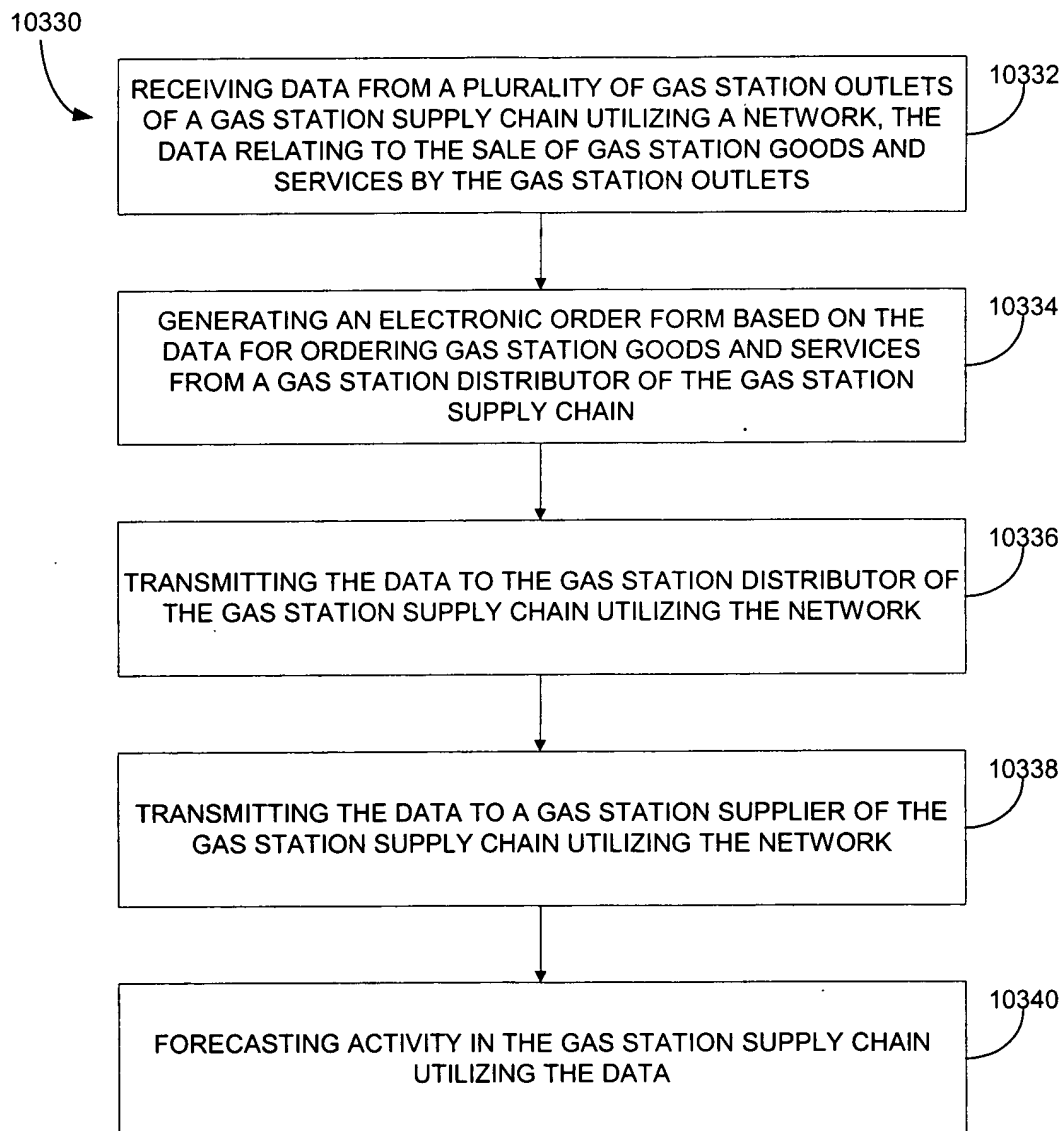 10330
10332
RECEIVING DATA FROM A PLURALITY OF GAS STATION OUTLETS
OF A GAS STATION SUPPLY CHAIN UTILIZING A NETWORK, THE
DATA RELATING TO THE SALE OF GAS STATION GOODS AND
SERVICES BY THE GAS STATION OUTLETS
10334
GENERATING AN ELECTRONIC ORDER FORM BASED ON THE
DATA FOR ORDERING GAS STATION GOODS AND SERVICES
FROM A GAS STATION DISTRIBUTOR OF THE GAS STATION
SUPPLY CHAIN
10336
TRANSMITTING THE DATA TO THE GAS STATION DISTRIBUTOR OF
THE GAS STATION SUPPLY CHAIN UTILIZING THE NETWORK
10338
TRANSMITTING THE DATA TO A GAS STATION SUPPLIER OF THE
GAS STATION SUPPLY CHAIN UTILIZING THE NETWORK
10340
FORECASTING ACTIVITY IN THE GAS STATION SUPPLY CHAIN
UTILIZING THE DATA